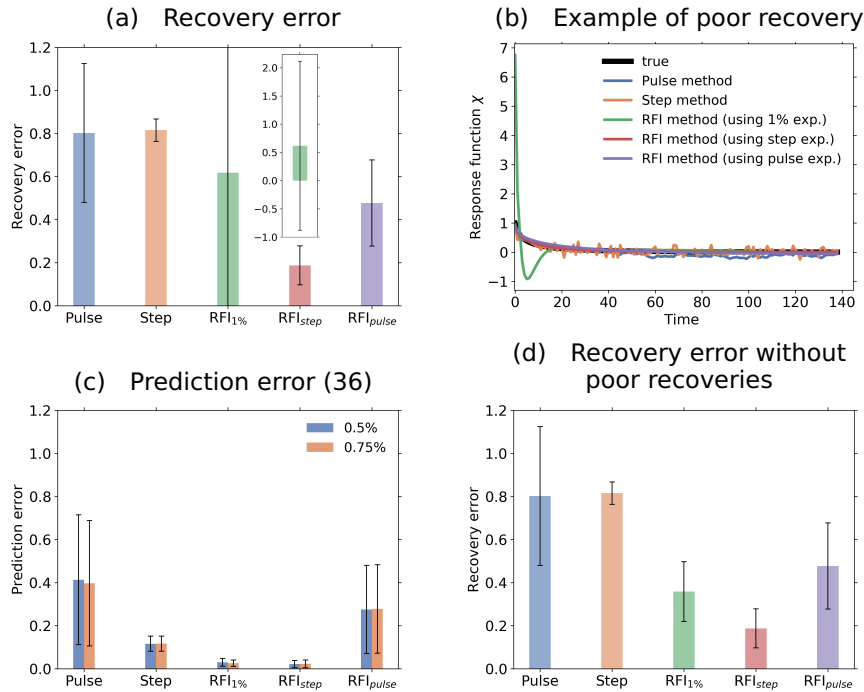 (a) Recovery error
1.2
1.0
0.8
0.6
0.4
0.2
0.0
Recovery error
2.0
1.5
1.0
0.5
0.0
−0.5
−1.0
Pulse Step RFI1% RFIstep RFIpulse
(b) Example of poor recovery
7
6
5
4
3
2
1
0
−1
Response function χ
true
Pulse method
Step method
RFI method (using 1% exp.)
RFI method (using step exp.)
RFI method (using pulse exp.)
0 20 40 60 80 100 120 140
Time
(c) Prediction error (36)
1.2
1.0
0.8
0.6
0.4
0.2
0.0
Prediction error
0.5%
0.75%
Pulse Step RFI1% RFIstep RFIpulse
(d) Recovery error without
poor recoveries
1.2
1.0
0.8
0.6
0.4
0.2
0.0
Recovery error
Pulse Step RFI1% RFIstep RFIpulse